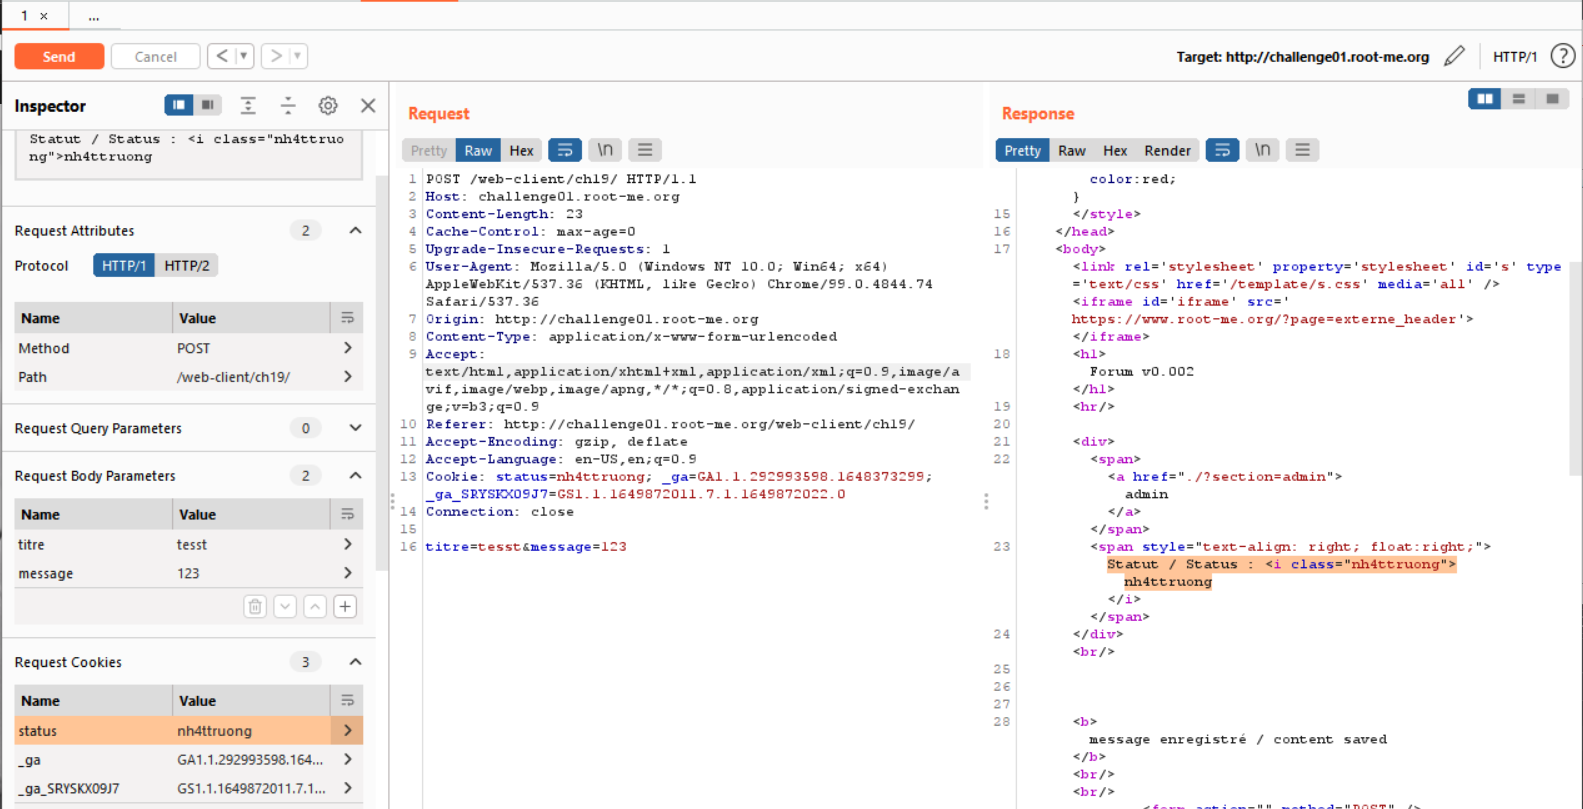 1 ×
...
Send
Cancel
<
>
Target: http://challenge01.root-me.org
HTTP/1
?
Inspector
Statut / Status : <i class="nh4ttruo
ng">nh4ttruong
Request Attributes 2
Protocol HTTP/1 HTTP/2
Name Value
Method POST
Path /web-client/ch19/
Request Query Parameters 0
Request Body Parameters 2
Name Value
titre tesst
message 123
Request Cookies 3
Name Value
status nh4ttruong
_ga GA1.1.292993598.164...
_ga_SRYSKX09J7 GS1.1.1649872011.7.1...
Request
Pretty Raw Hex \n
1 POST /web-client/ch19/ HTTP/1.1
2 Host: challenge01.root-me.org
3 Content-Length: 23
4 Cache-Control: max-age=0
5 Upgrade-Insecure-Requests: 1
6 User-Agent: Mozilla/5.0 (Windows NT 10.0; Win64; x64)
AppleWebKit/537.36 (KHTML, like Gecko) Chrome/99.0.4844.74
Safari/537.36
7 Origin: http://challenge01.root-me.org
8 Content-Type: application/x-www-form-urlencoded
9 Accept:
text/html,application/xhtml+xml,application/xml;q=0.9,image/a
vif,image/webp,image/apng,*/*;q=0.8,application/signed-exchan
ge;v=b3;q=0.9
10 Referer: http://challenge01.root-me.org/web-client/ch19/
11 Accept-Encoding: gzip, deflate
12 Accept-Language: en-US,en;q=0.9
13 Cookie: status=nh4ttruong; _ga=GA1.1.292993598.1648373299;
_ga_SRYSKX09J7=GS1.1.1649872011.7.1.1649872022.0
14 Connection: close
15
16 titre=tesst&message=123
Response
Pretty Raw Hex Render \n
color:red;
}
15 </style>
16 </head>
17 <body>
<link rel='stylesheet' property='stylesheet' id='s' type
='text/css' href='/template/s.css' media='all' />
<iframe id='iframe' src='
https://www.root-me.org/?page=externe_header'>
</iframe>
18 <h1>
Forum v0.002
</h1>
19 <hr/>
20
21 <div>
22 <span>
<a href="./?section=admin">
admin
</a>
</span>
23 <span style="text-align: right; float:right;">
Statut / Status : <i class="nh4ttruong">
nh4ttruong
</i>
</span>
24 </div>
<br/>
25
26
27
28 <b>
message enregistré / content saved
</b>
<br/>
<br/>
<form action="" method="POST" />